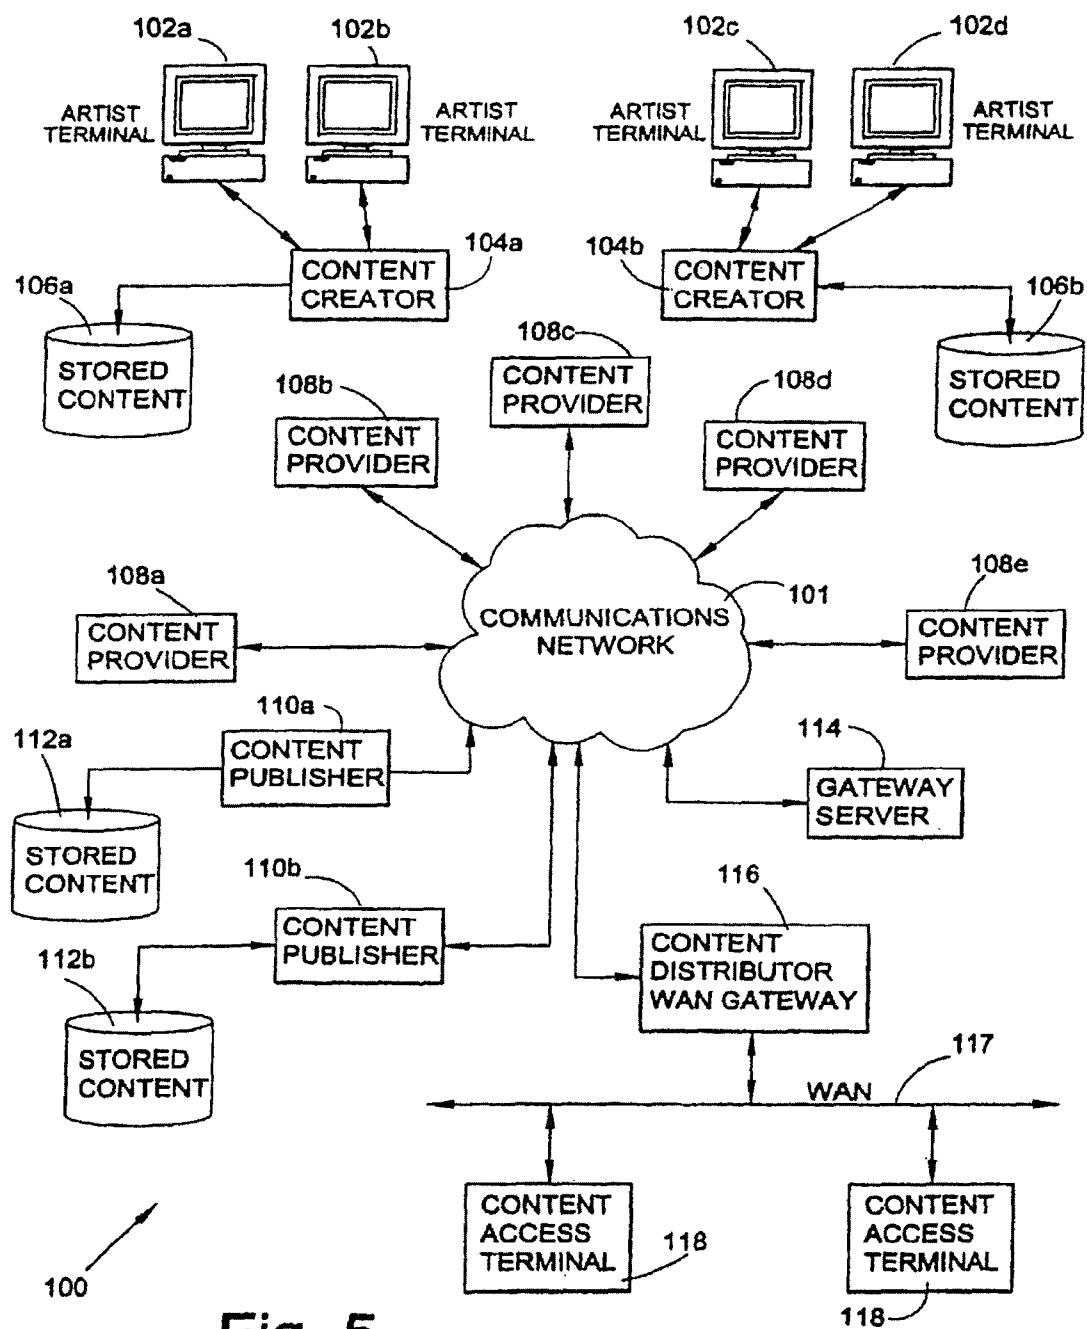 102a
102b
102c
102d
ARTIST
TERMINAL
ARTIST
TERMINAL
ARTIST
TERMINAL
ARTIST
TERMINAL
104a
CONTENT
CREATOR
104b
CONTENT
CREATOR
106a
STORED
CONTENT
106b
STORED
CONTENT
108c
CONTENT
PROVIDER
108b
CONTENT
PROVIDER
108d
CONTENT
PROVIDER
108a
CONTENT
PROVIDER
COMMUNICATIONS
NETWORK
101
108e
CONTENT
PROVIDER
110a
CONTENT
PUBLISHER
112a
STORED
CONTENT
114
GATEWAY
SERVER
110b
CONTENT
PUBLISHER
112b
STORED
CONTENT
116
CONTENT
DISTRIBUTOR
WAN GATEWAY
WAN
117
CONTENT
ACCESS
TERMINAL
118
CONTENT
ACCESS
TERMINAL
118
100
Fig. 5